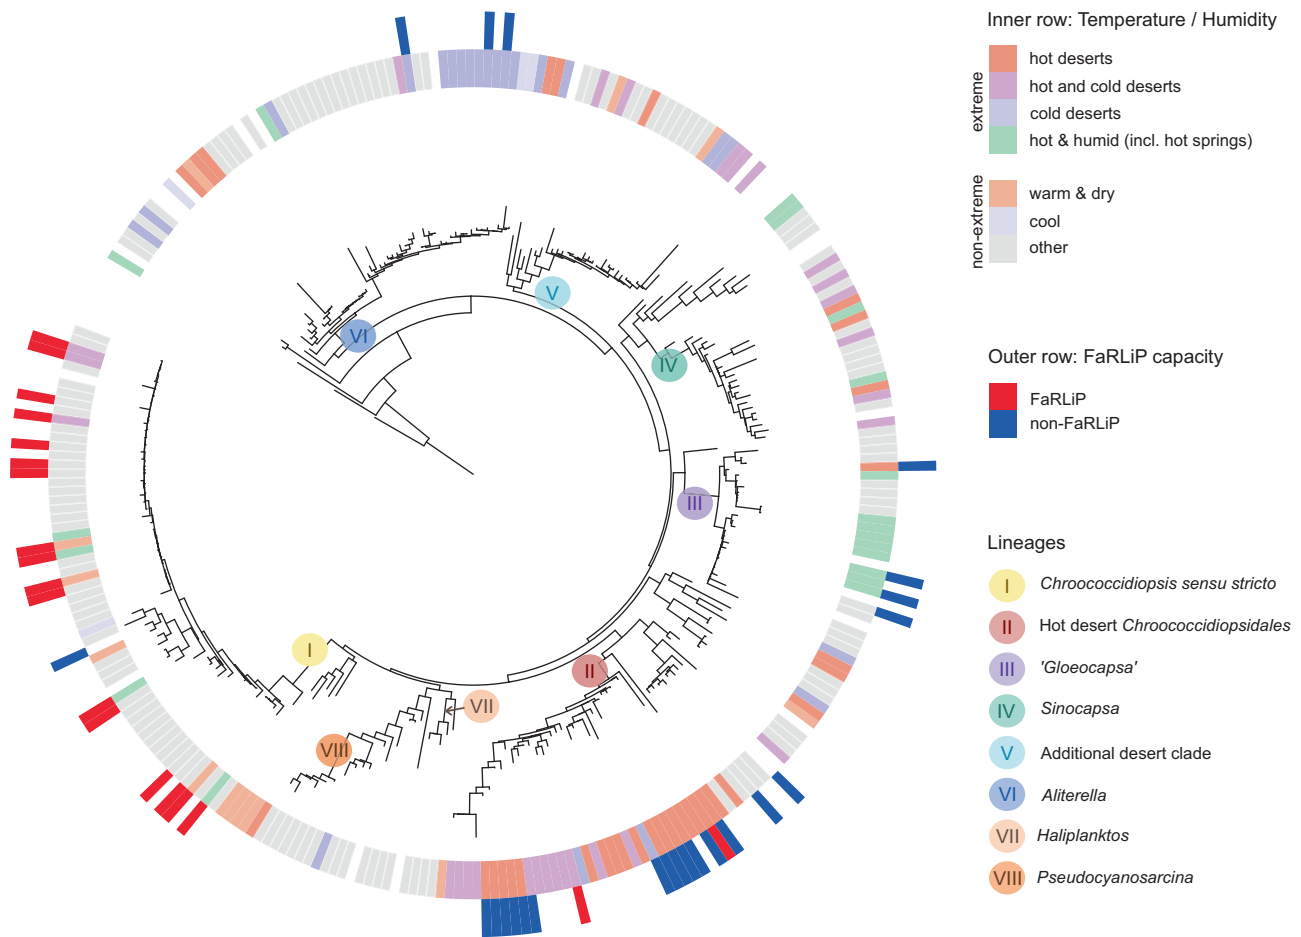 Inner row: Temperature / Humidity
extreme
hot deserts
hot and cold deserts
cold deserts
hot & humid (incl. hot springs)
non-extreme
warm & dry
cool
other
Outer row: FaRLiP capacity
FaRLiP
non-FaRLiP
Lineages
I Chroococcidiopsis sensu stricto
II Hot desert Chroococcidiopsidales
III 'Gloeocapsa'
IV Sinocapsa
V Additional desert clade
VI Aliterella
VII Haliplanktos
VIII Pseudocyanosarcina
V
VI
IV
III
I
II
VII
VIII